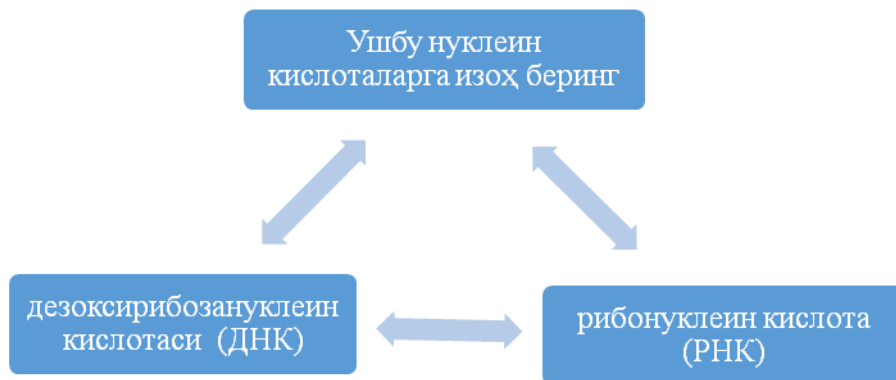 Ушбу нуклеин
кислоталарга изоҳ беринг
дезоксирибозануклеин
кислотаси (ДНК)
рибонуклеин кислота
(РНК)